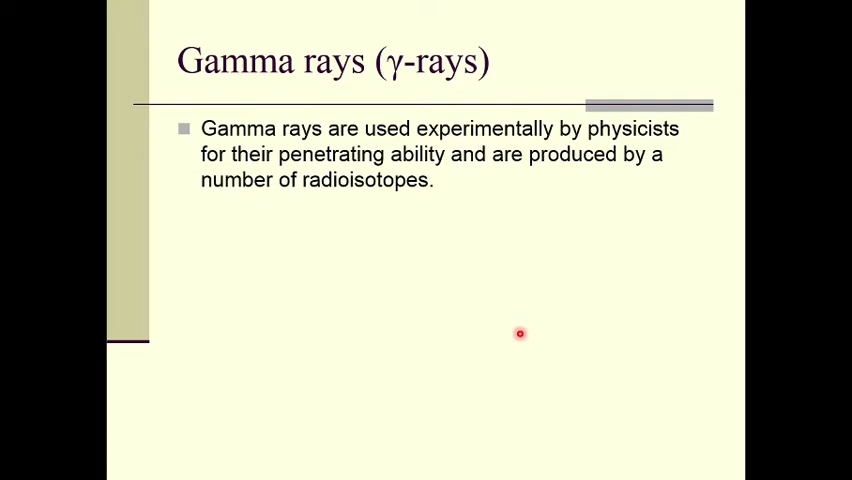 Gamma rays (γ-rays)
Gamma rays are used experimentally by physicists
for their penetrating ability and are produced by a
number of radioisotopes.